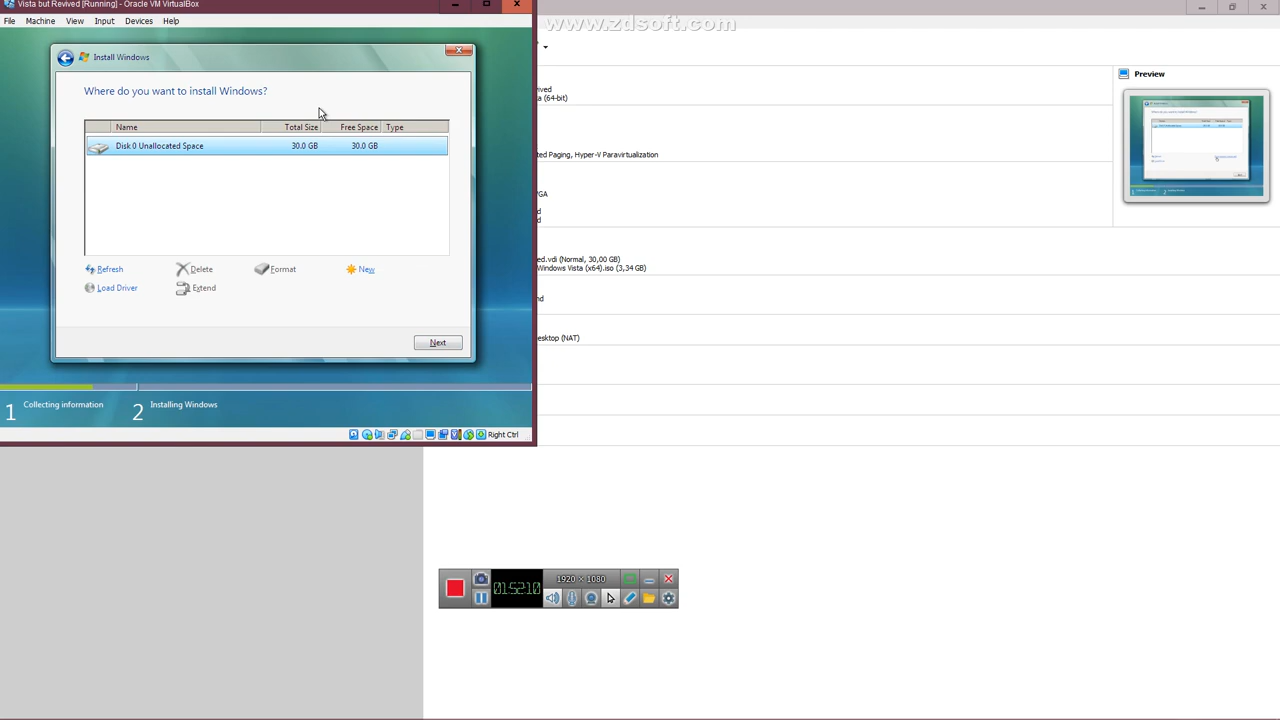 Vista but Revived [Running] - Oracle VM VirtualBox
File Machine View Input Devices Help
www.zdsoft.com
Install Windows
Where do you want to install Windows?
Name Total Size Free Space Type
Disk 0 Unallocated Space 30.0 GB 30.0 GB
Refresh Delete Format New
Load Driver Extend
Next
1 Collecting information 2 Installing Windows
Right Ctrl
Preview
(64-bit)
ted Paging, Hyper-V Paravirtualization
GA
ed.vdi (Normal, 30,00 GB)
Windows Vista (x64).iso (3,34 GB)
esktop (NAT)
01:52:10
1920 × 1080